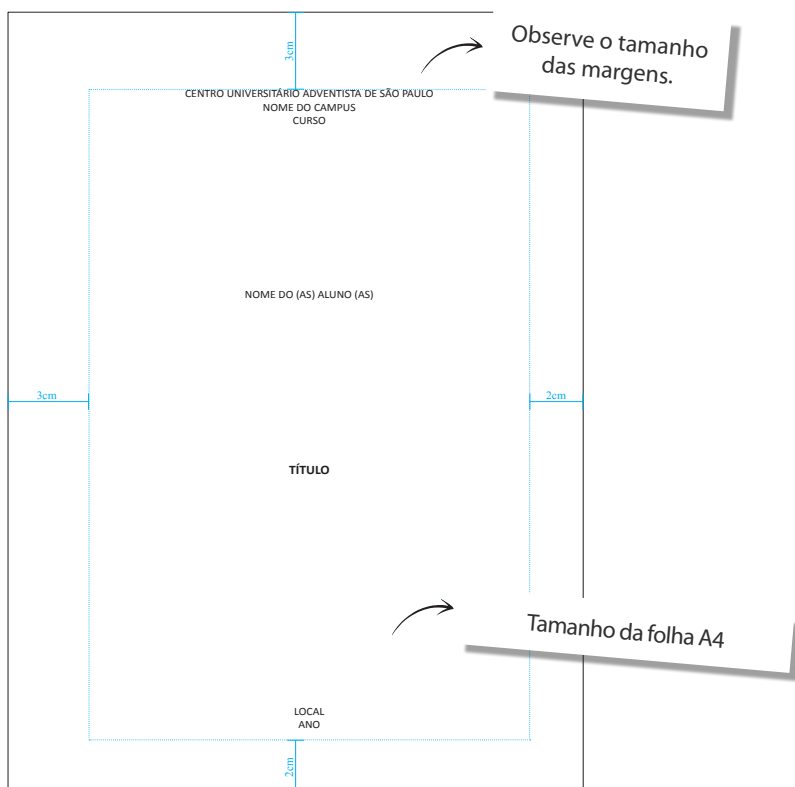 3cm
Observe o tamanho
das margens.
CENTRO UNIVERSITÁRIO ADVENTISTA DE SÃO PAULO
NOME DO CAMPUS
CURSO
NOME DO (AS) ALUNO (AS)
3cm
2cm
TÍTULO
Tamanho da folha A4
LOCAL
ANO
2cm